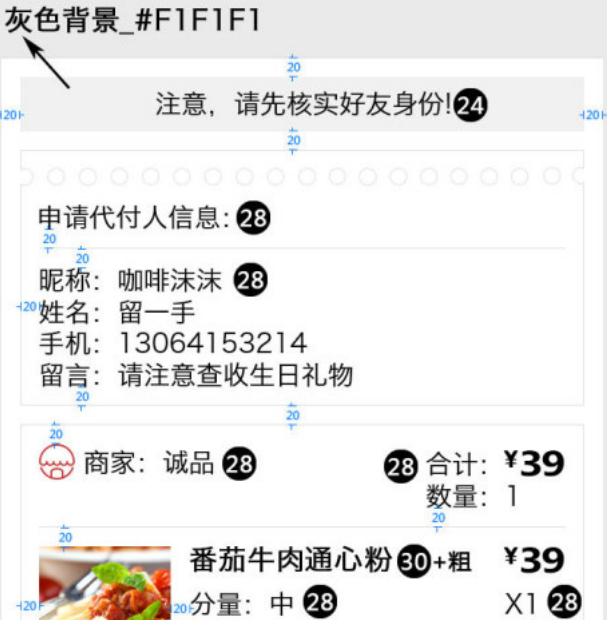 灰色背景_#F1F1F1
20
20 注意，请先核实好友身份!24 20
20
申请代付人信息: 28
20
20
昵称：咖啡沫沫 28
20 姓名：留一手
手机：13064153214
留言：请注意查收生日礼物
20
20
20
商家：诚品 28 28 合计：¥39
数量：1
20
20
番茄牛肉通心粉30+粗 ¥39
20 20 分量：中 28 X1 28